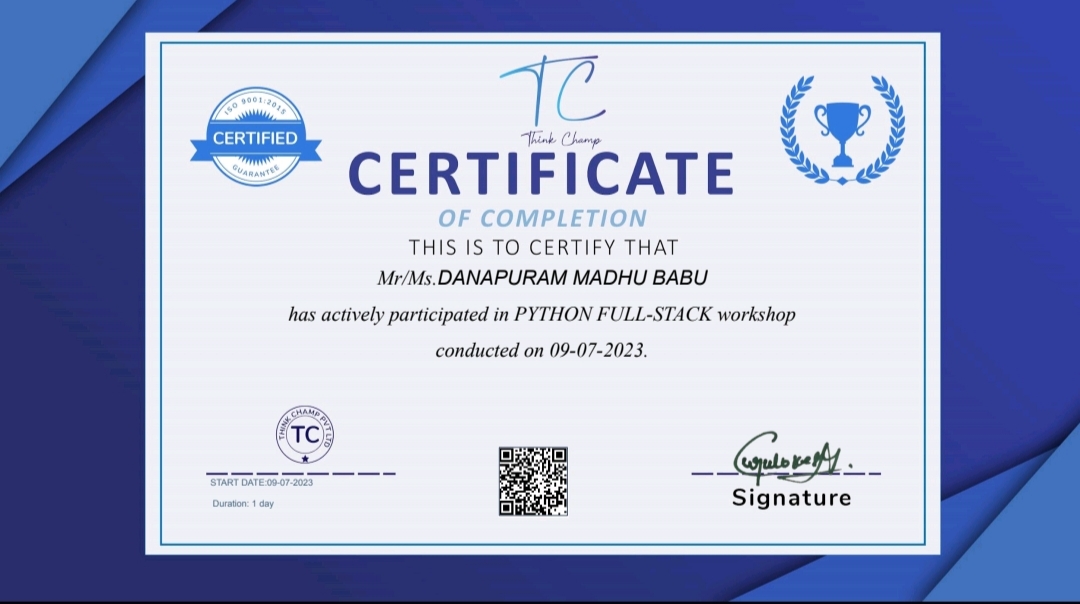 TC
Think Champ
ISO 9001:2015
CERTIFIED
GUARANTEE
CERTIFICATE
OF COMPLETION
THIS IS TO CERTIFY THAT
Mr/Ms.DANAPURAM MADHU BABU
has actively participated in PYTHON FULL-STACK workshop
conducted on 09-07-2023.
THINK CHAMP PVT LTD
TC
START DATE:09-07-2023
Duration: 1 day
Signature